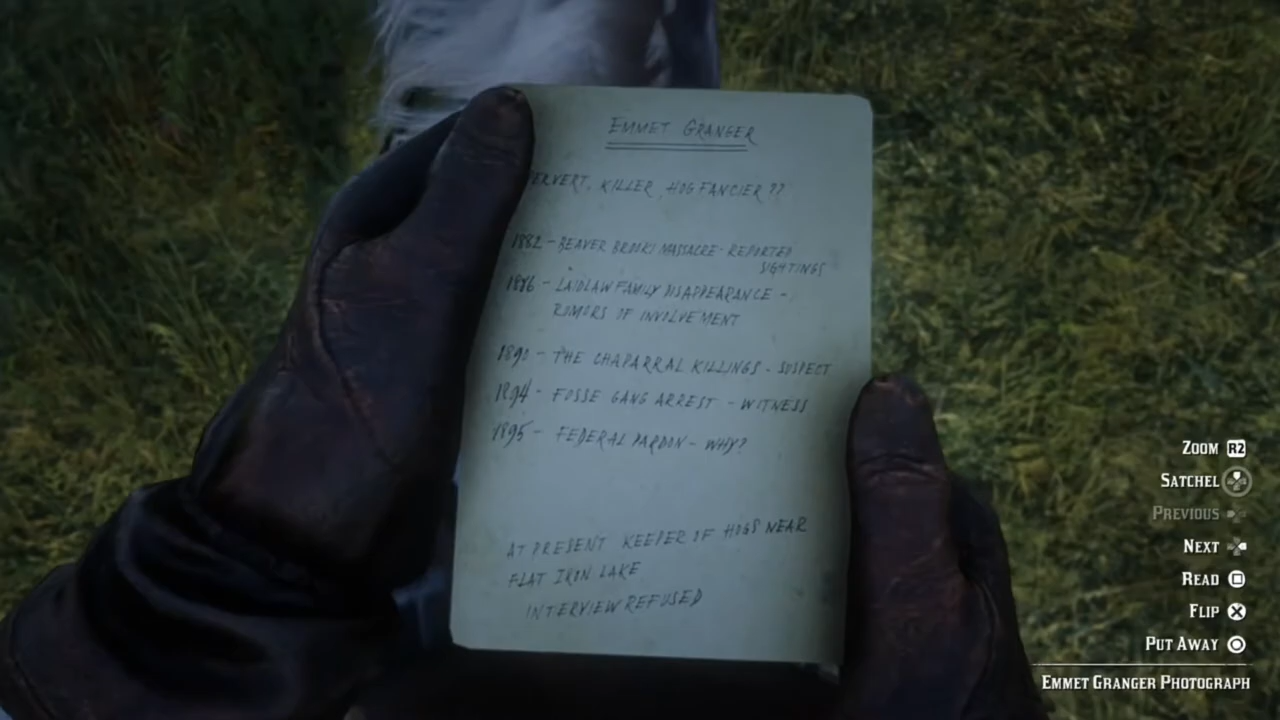 EMMET GRANGER
PERVERT, KILLER, HOG FANCIER??
1882 - BEAVER BROOK MASSACRE - REPORTED
SIGHTINGS
1886 - LAIDLAW FAMILY DISAPPEARANCE -
RUMORS OF INVOLVEMENT
1890 - THE CHAPARRAL KILLINGS - SUSPECT
1894 - FOSSE GANG ARREST - WITNESS
1895 - FEDERAL PARDON - WHY?
AT PRESENT KEEPER OF HOGS NEAR
FLAT IRON LAKE
INTERVIEW REFUSED
ZOOM R2
SATCHEL
PREVIOUS
NEXT
READ
FLIP
PUT AWAY
EMMET GRANGER PHOTOGRAPH